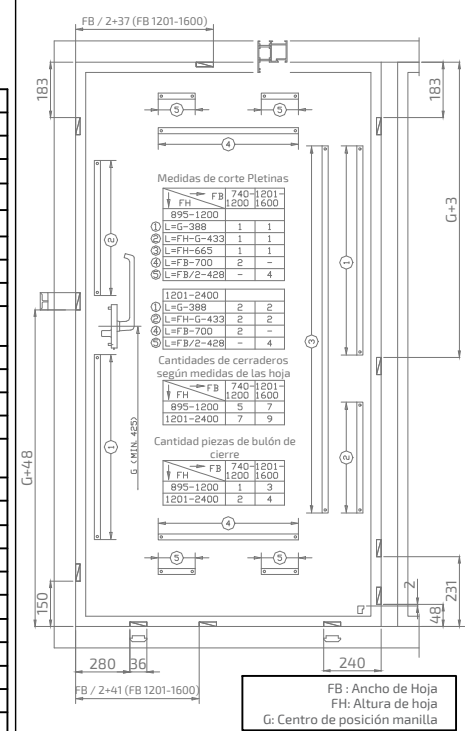 FB / 2+37 (FB 1201-1600)
183
183
5
5
4
Medidas de corte Pletinas
FH FB 740-1200 1201-1600
895-1200
1 L=G-388 1 1
2 L=FH-G-433 1 1
3 L=FH-665 1 1
4 L=FB-700 2 -
5 L=FB/2-428 - 4
1201-2400
1 L=G-388 2 2
2 L=FH-G-433 2 2
4 L=FB-700 2 -
5 L=FB/2-428 - 4
Cantidades de cerraderos
según medidas de las hoja
FH FB 740-1200 1201-1600
895-1200 5 7
1201-2400 7 9
Cantidad piezas de bulón de
cierre
FH FB 740-1200 1201-1600
895-1200 1 3
1201-2400 2 4
2
1
3
1
2
G (MIN. 425)
G+48
G+3
4
5
5
150
2
231
48
280 36
240
FB / 2+41 (FB 1201-1600)
FB : Ancho de Hoja
FH: Altura de hoja
G: Centro de posición manilla